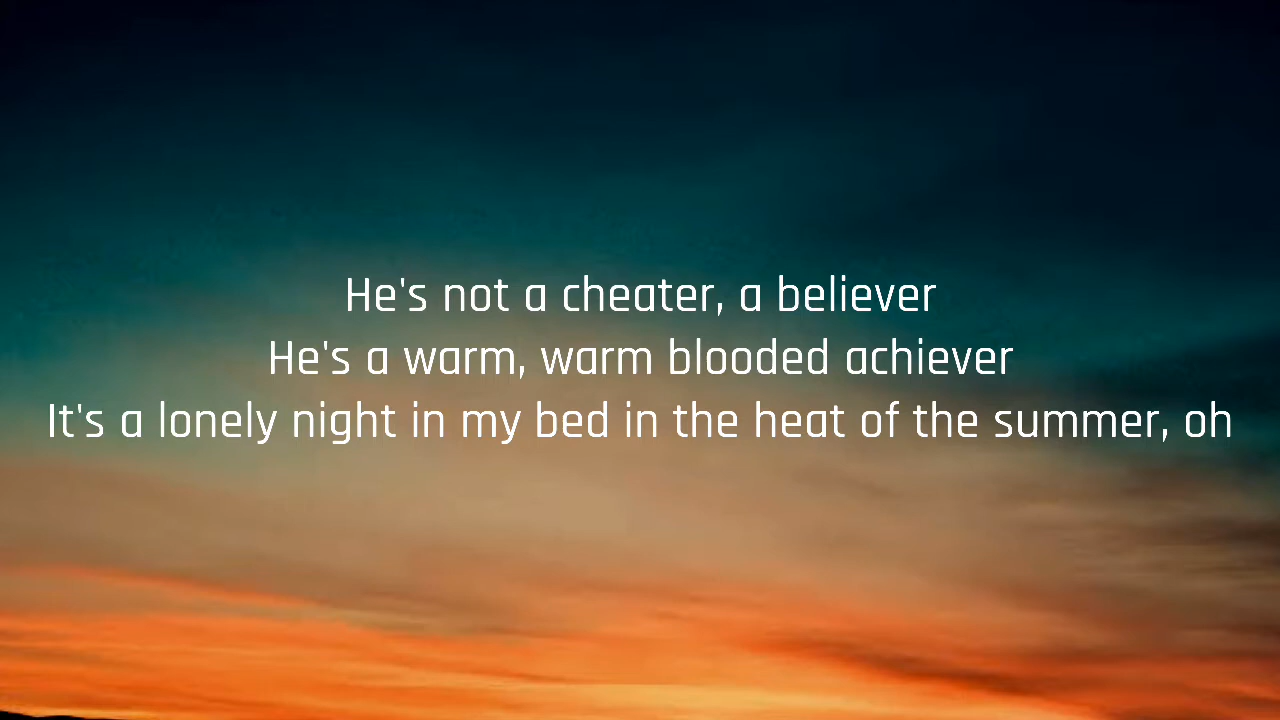 He's not a cheater, a believer
He's a warm, warm blooded achiever
It's a lonely night in my bed in the heat of the summer, oh